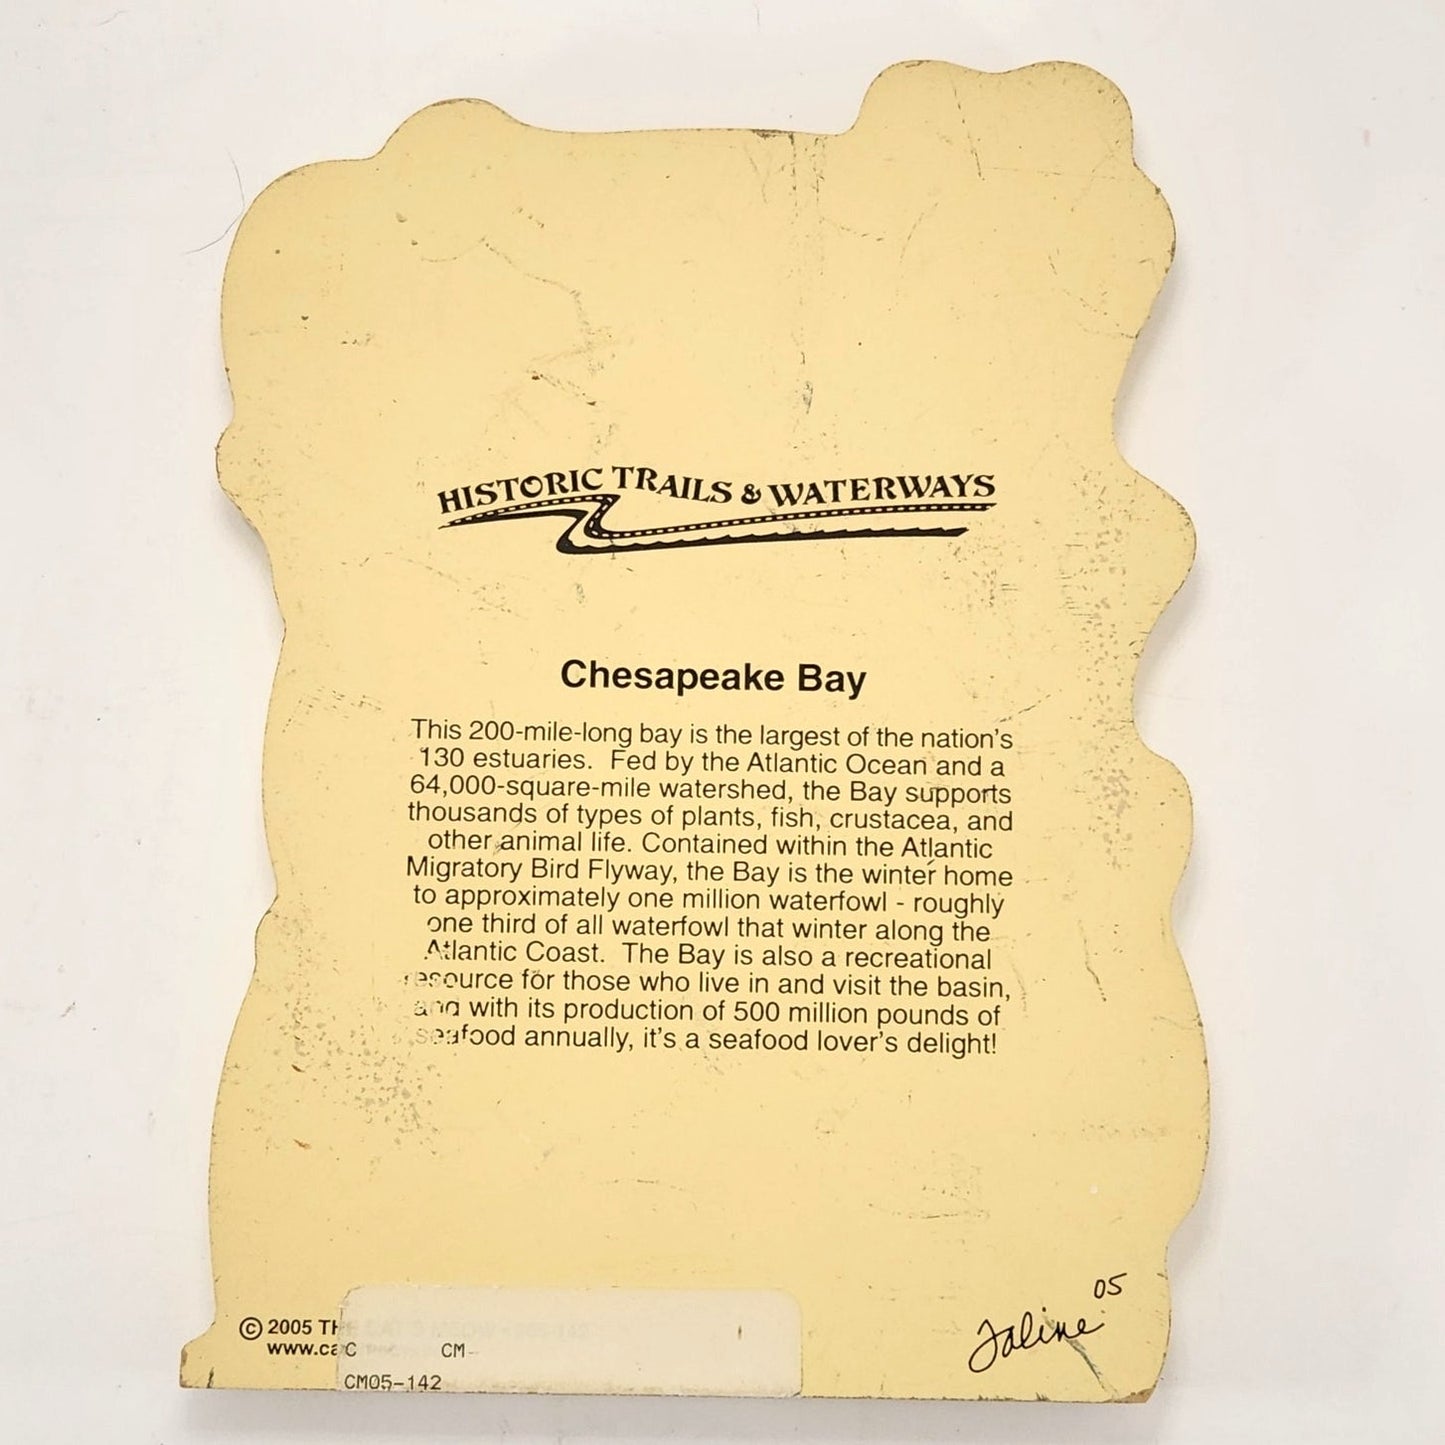 HISTORIC TRAILS & WATERWAYS
Chesapeake Bay
This 200-mile-long bay is the largest of the nation's
130 estuaries. Fed by the Atlantic Ocean and a
64,000-square-mile watershed, the Bay supports
thousands of types of plants, fish, crustacea, and
other animal life. Contained within the Atlantic
Migratory Bird Flyway, the Bay is the winter home
to approximately one million waterfowl - roughly
one third of all waterfowl that winter along the
Atlantic Coast. The Bay is also a recreational
resource for those who live in and visit the basin,
and with its production of 500 million pounds of
seafood annually, it's a seafood lover's delight!
05
Faline
© 2005 THE CAT'S MEOW
www.ca
C CM-
CM05-142